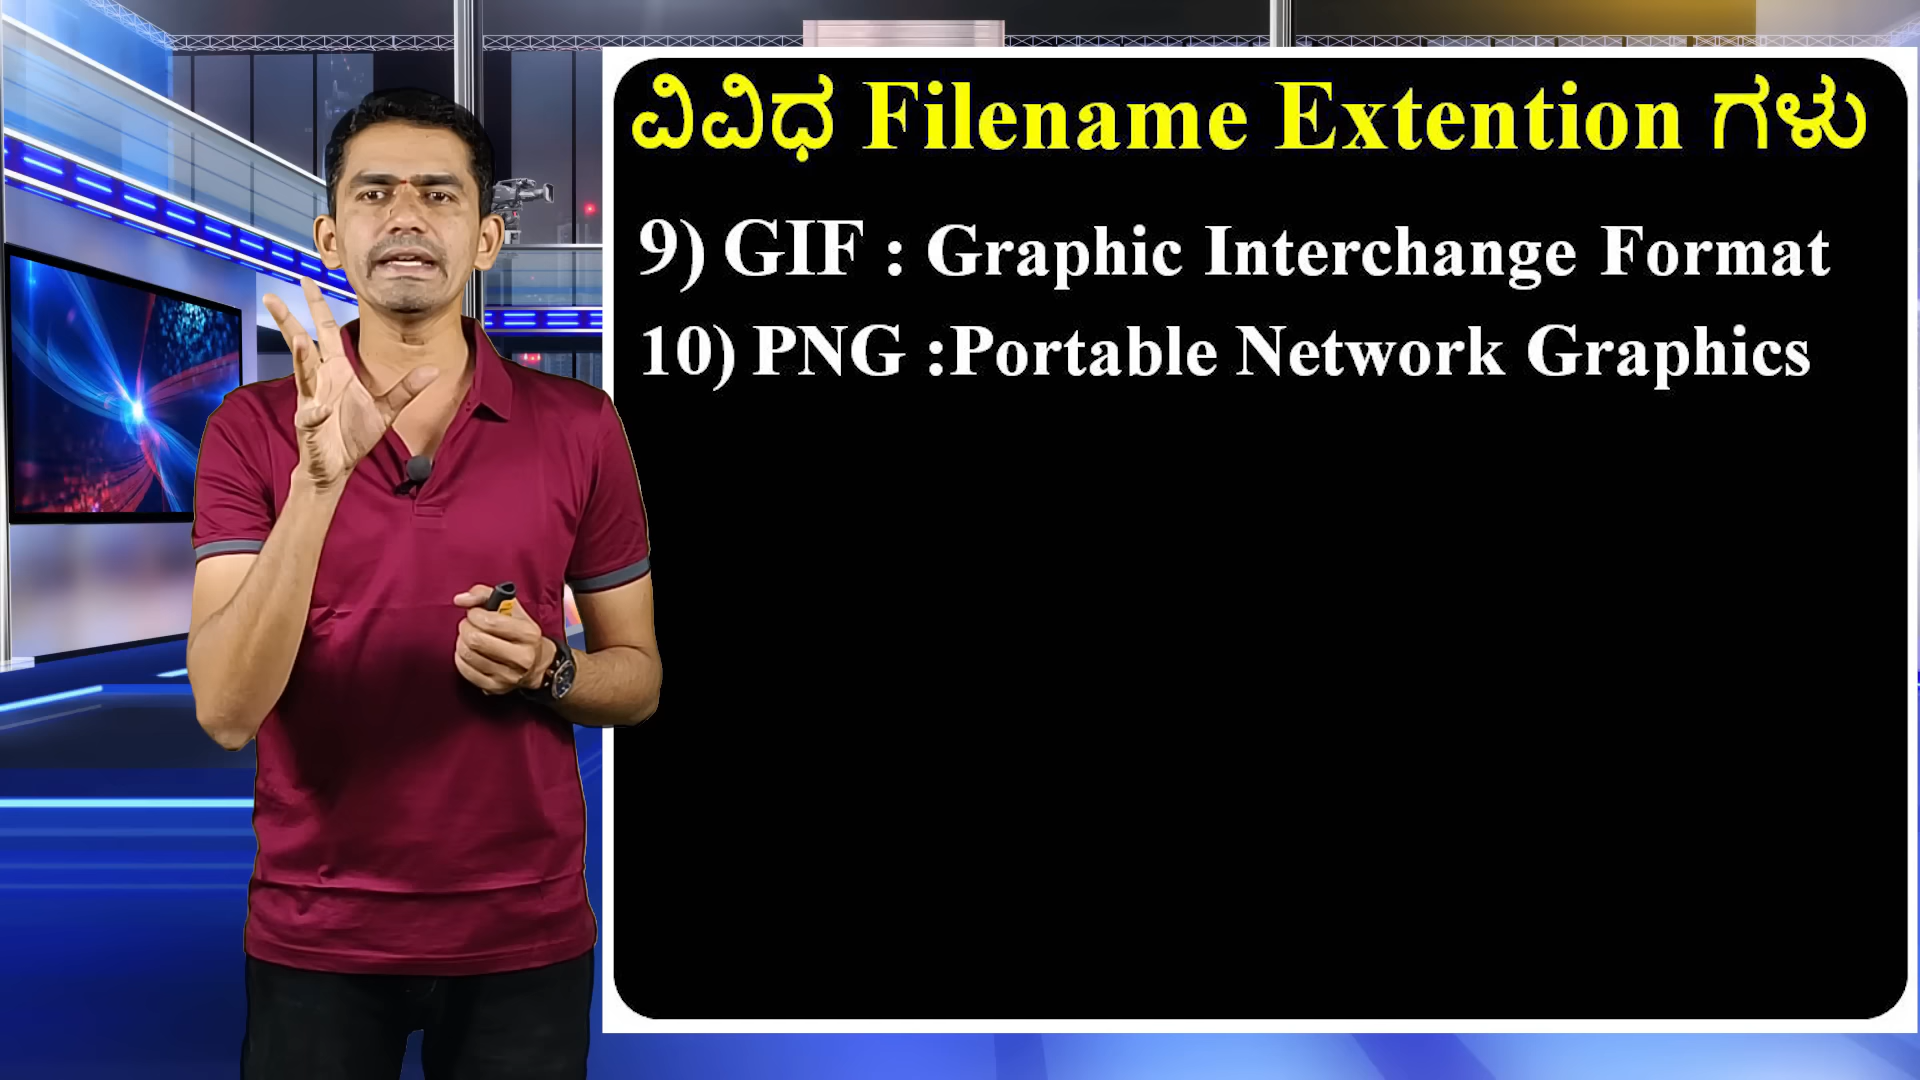 ವಿವಿಧ Filename Extention ಗಳು
9) GIF : Graphic Interchange Format
10) PNG :Portable Network Graphics